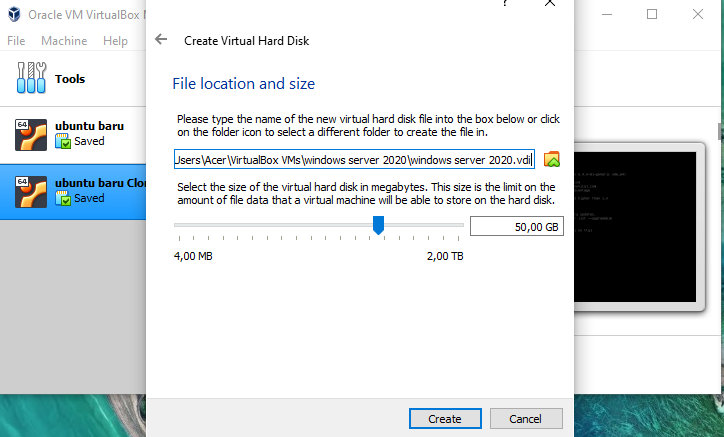 Oracle VM VirtualBox
?
Create Virtual Hard Disk
File Machine Help
Tools
64
ubuntu baru
Saved
64
ubuntu baru Clon
Saved
File location and size
Please type the name of the new virtual hard disk file into the box below or click
on the folder icon to select a different folder to create the file in.
Users\Acer\VirtualBox VMs\windows server 2020\windows server 2020.vdi
Select the size of the virtual hard disk in megabytes. This size is the limit on the
amount of file data that a virtual machine will be able to store on the hard disk.
50,00 GB
4,00 MB 2,00 TB
Create Cancel